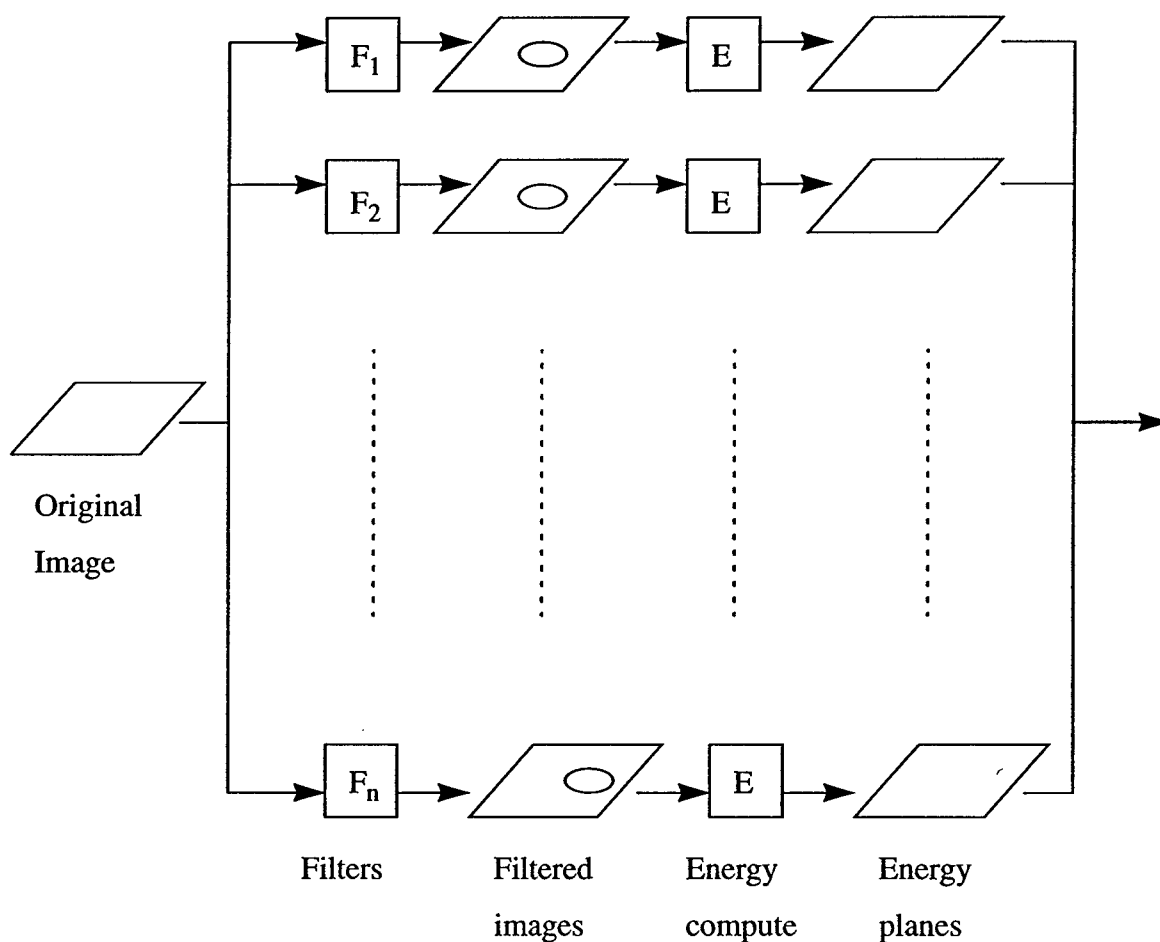 F1
E
F2
E
Original
Image
Fn
E
Filters
Filtered
images
Energy
compute
Energy
planes